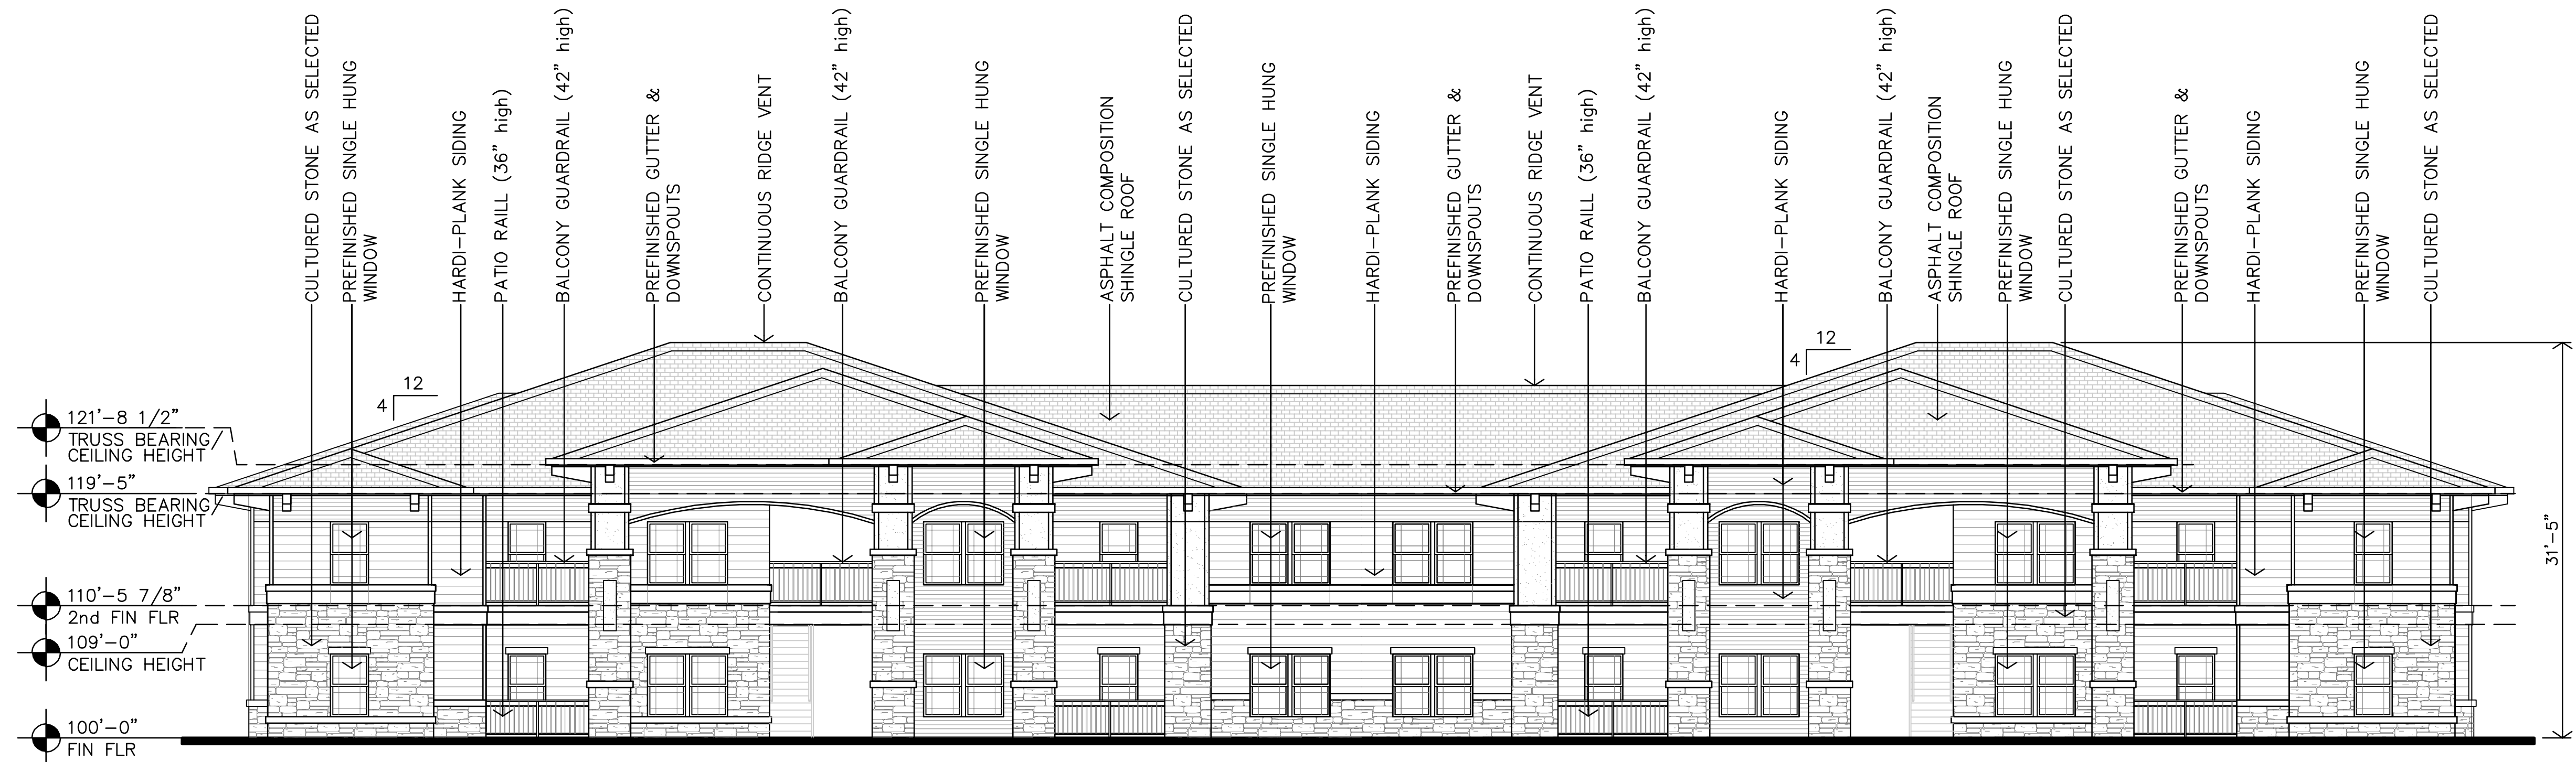 CULTURED STONE AS SELECTED
PREFINISHED SINGLE HUNG
WINDOW
HARDI-PLANK SIDING
PATIO RAILL (36" high)
BALCONY GUARDRAIL (42" high)
PREFINISHED GUTTER &
DOWNSPOUTS
CONTINUOUS RIDGE VENT
BALCONY GUARDRAIL (42" high)
PREFINISHED SINGLE HUNG
WINDOW
ASPHALT COMPOSITION
SHINGLE ROOF
CULTURED STONE AS SELECTED
PREFINISHED SINGLE HUNG
WINDOW
HARDI-PLANK SIDING
PREFINISHED GUTTER &
DOWNSPOUTS
CONTINUOUS RIDGE VENT
PATIO RAILL (36" high)
BALCONY GUARDRAIL (42" high)
HARDI-PLANK SIDING
BALCONY GUARDRAIL (42" high)
ASPHALT COMPOSITION
SHINGLE ROOF
PREFINISHED SINGLE HUNG
WINDOW
CULTURED STONE AS SELECTED
PREFINISHED GUTTER &
DOWNSPOUTS
HARDI-PLANK SIDING
PREFINISHED SINGLE HUNG
WINDOW
CULTURED STONE AS SELECTED
12
4
12
4
121'-8 1/2"
TRUSS BEARING/
CEILING HEIGHT
119'-5"
TRUSS BEARING/
CEILING HEIGHT
110'-5 7/8"
2nd FIN FLR
109'-0"
CEILING HEIGHT
100'-0"
FIN FLR
31'-5"